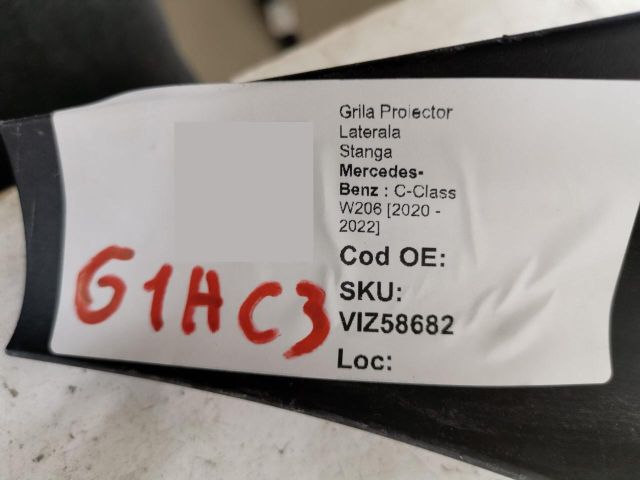 Grila Proiector
Laterala
Stanga
Mercedes-
Benz : C-Class
W206 [2020 -
2022]
Cod OE:
SKU:
VIZ58682
Loc:
G1HC3